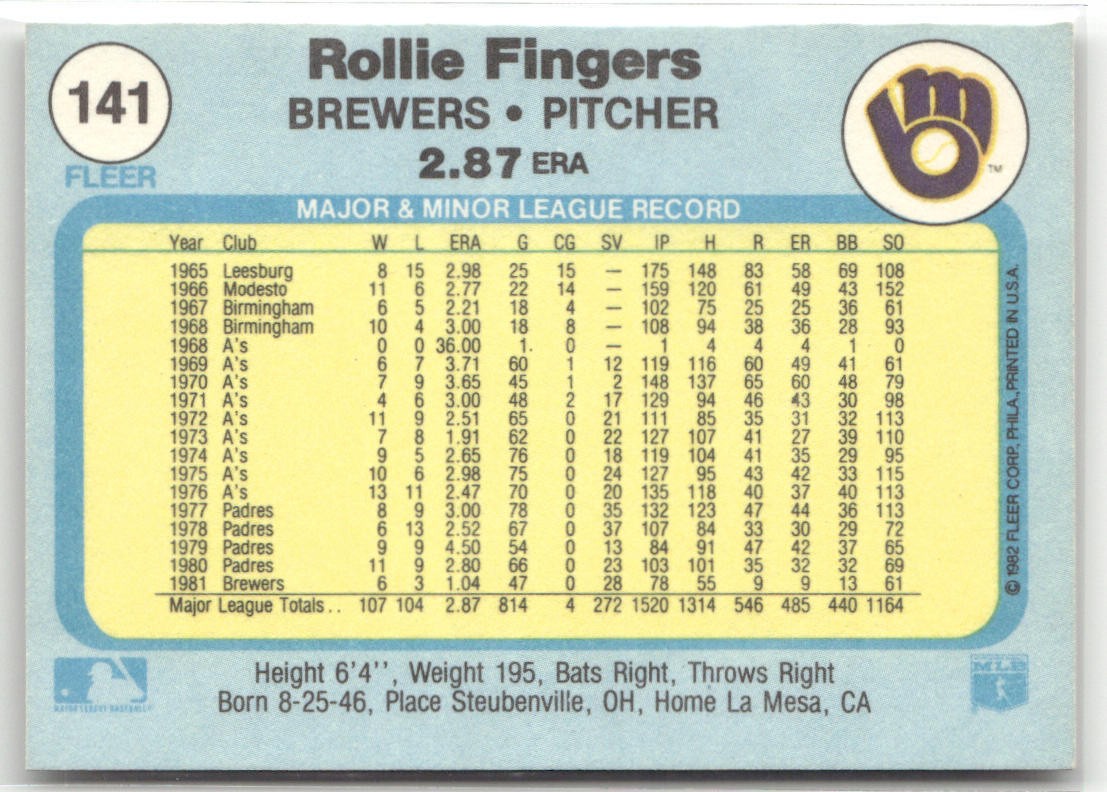 141
FLEER
Rollie Fingers
BREWERS • PITCHER
2.87 ERA
TM
MAJOR & MINOR LEAGUE RECORD
Year Club W L ERA G CG SV IP H R ER BB SO
1965 Leesburg 8 15 2.98 25 15 — 175 148 83 58 69 108
1966 Modesto 11 6 2.77 22 14 — 159 120 61 49 43 152
1967 Birmingham 6 5 2.21 18 4 — 102 75 25 25 36 61
1968 Birmingham 10 4 3.00 18 8 — 108 94 38 36 28 93
1968 A's 0 0 36.00 1. 0 — 1 4 4 4 1 0
1969 A's 6 7 3.71 60 1 12 119 116 60 49 41 61
1970 A's 7 9 3.65 45 1 2 148 137 65 60 48 79
1971 A's 4 6 3.00 48 2 17 129 94 46 43 30 98
1972 A's 11 9 2.51 65 0 21 111 85 35 31 32 113
1973 A's 7 8 1.91 62 0 22 127 107 41 27 39 110
1974 A's 9 5 2.65 76 0 18 119 104 41 35 29 95
1975 A's 10 6 2.98 75 0 24 127 95 43 42 33 115
1976 A's 13 11 2.47 70 0 20 135 118 40 37 40 113
1977 Padres 8 9 3.00 78 0 35 132 123 47 44 36 113
1978 Padres 6 13 2.52 67 0 37 107 84 33 30 29 72
1979 Padres 9 9 4.50 54 0 13 84 91 47 42 37 65
1980 Padres 11 9 2.80 66 0 23 103 101 35 32 32 69
1981 Brewers 6 3 1.04 47 0 28 78 55 9 9 13 61
Major League Totals . . 107 104 2.87 814 4 272 1520 1314 546 485 440 1164
© 1982 FLEER CORP., PHILA., PRINTED IN U.S.A.
Height 6'4'', Weight 195, Bats Right, Throws Right
Born 8-25-46, Place Steubenville, OH, Home La Mesa, CA
MAJOR LEAGUE BASEBALL
MLB